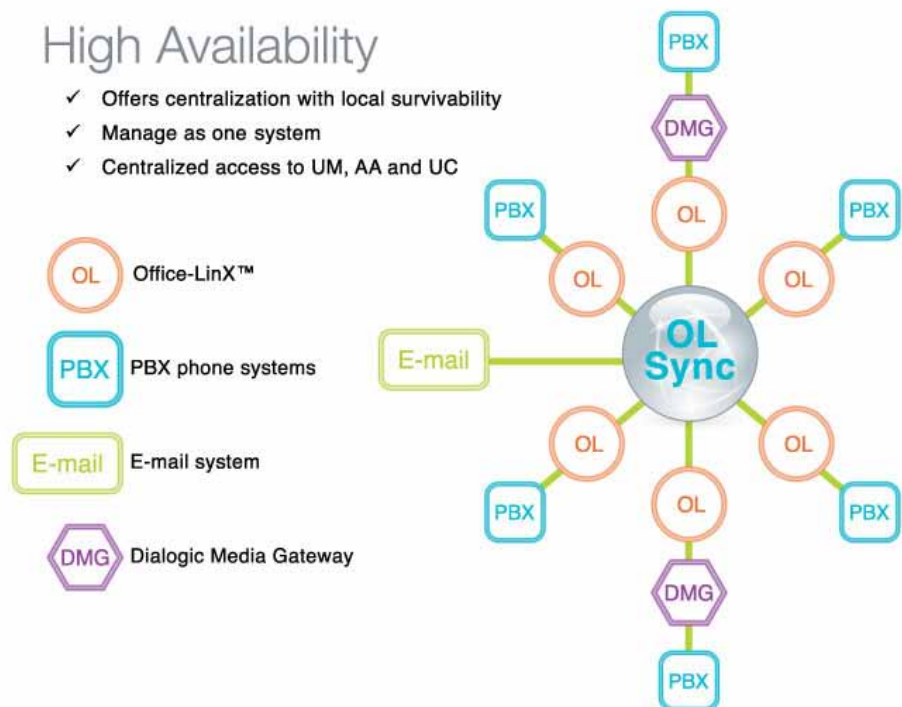 High Availability
✓ Offers centralization with local survivability
✓ Manage as one system
✓ Centralized access to UM, AA and UC
OL
Office-LinX™
PBX
PBX phone systems
E-mail
E-mail system
DMG
Dialogic Media Gateway
PBX
DMG
OL
PBX
PBX
OL
OL
E-mail
OL
Sync
OL
OL
PBX
OL
PBX
DMG
PBX